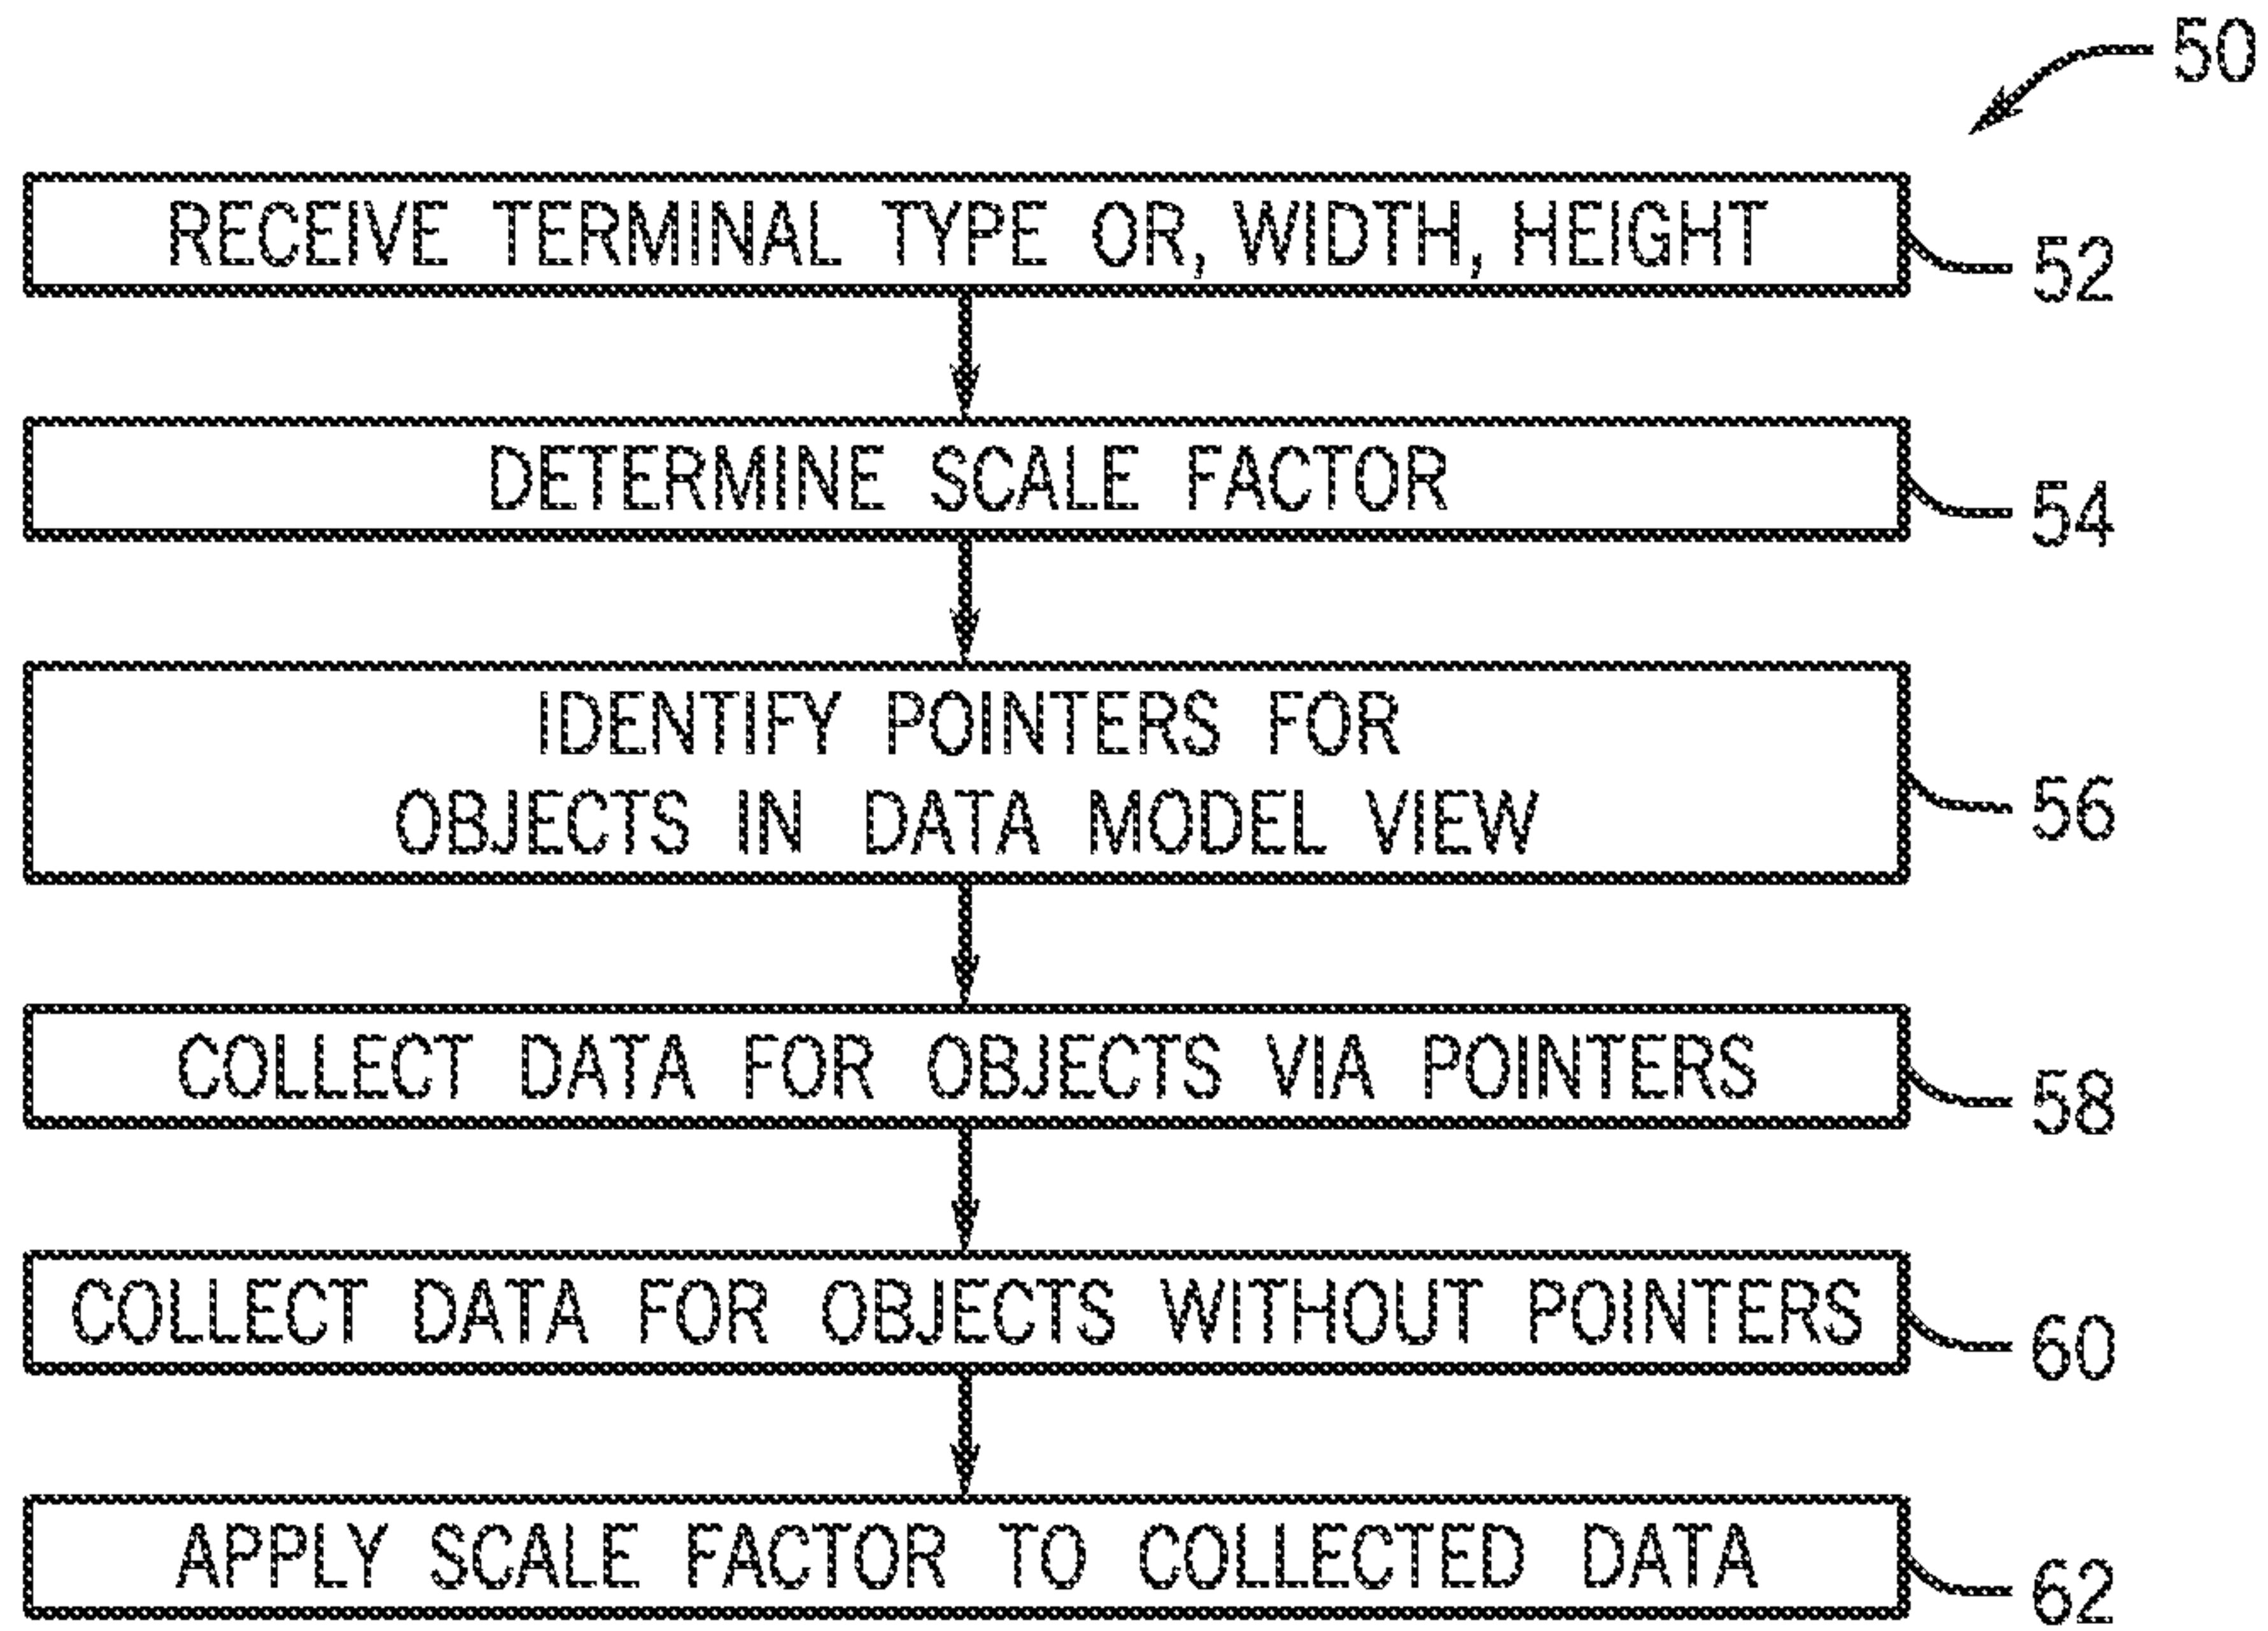 50
RECEIVE TERMINAL TYPE OR, WIDTH, HEIGHT
52
DETERMINE SCALE FACTOR
54
IDENTIFY POINTERS FOR
OBJECTS IN DATA MODEL VIEW
56
COLLECT DATA FOR OBJECTS VIA POINTERS
58
COLLECT DATA FOR OBJECTS WITHOUT POINTERS
60
APPLY SCALE FACTOR TO COLLECTED DATA
62